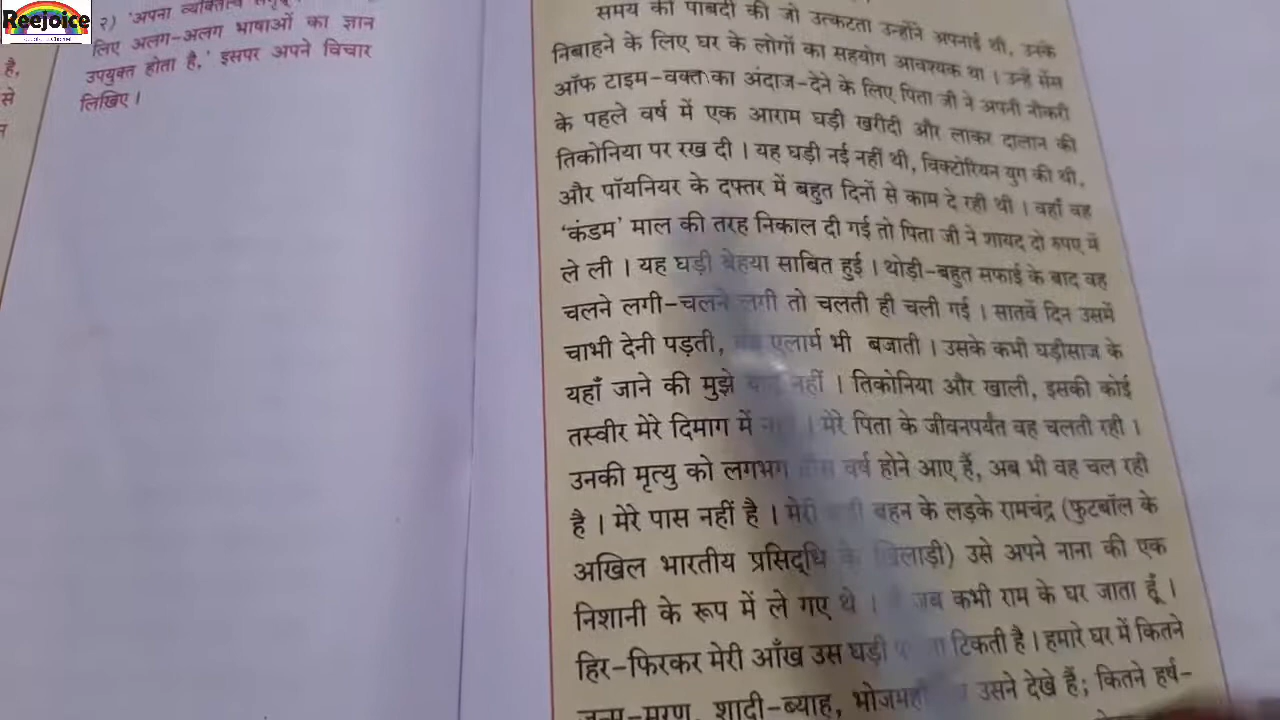 Reejoice
२) 'अपना व्यक्तित्व
लिए अलग-अलग भाषाओं का ज्ञान
उपयुक्त होता है,' इसपर अपने विचार
लिखिए ।
है,
से
समय की पाबंदी की जो उत्कटता उन्होंने अपनाई थी, उसके
निबाहने के लिए घर के लोगों का सहयोग आवश्यक था । उन्हें सेंस
ऑफ टाइम-वक्त का अंदाज-देने के लिए पिता जी ने अपनी नौकरी
के पहले वर्ष में एक आराम घड़ी खरीदी और लाकर दालान की
तिकोनिया पर रख दी । यह घड़ी नई नहीं थी, विक्टोरियन युग की थी,
और पॉयनियर के दफ्तर में बहुत दिनों से काम दे रही थी । वहाँ वह
'कंडम' माल की तरह निकाल दी गई तो पिता जी ने शायद दो रुपए में
ले ली । यह घड़ी बेहया साबित हुई । थोड़ी-बहुत सफाई के बाद वह
चलने लगी-चलने लगी तो चलती ही चली गई । सातवें दिन उसमें
चाभी देनी पड़ती, एलार्म भी बजाती । उसके कभी घड़ीसाज के
यहाँ जाने की मुझे नहीं । तिकोनिया और खाली, इसकी कोई
तस्वीर मेरे दिमाग में । मेरे पिता के जीवनपर्यंत वह चलती रही ।
उनकी मृत्यु को लगभग वर्ष होने आए हैं, अब भी वह चल रही
है । मेरे पास नहीं है । मेरी बहन के लड़के रामचंद्र (फुटबॉल के
अखिल भारतीय प्रसिद्धि के खिलाड़ी) उसे अपने नाना की एक
निशानी के रूप में ले गए थे । जब कभी राम के घर जाता हूँ ।
हिर-फिरकर मेरी आँख उस घड़ी टिकती है । हमारे घर में कितने
जन्म-मरण, शादी-ब्याह, उसने देखे हैं; कितने हर्ष-